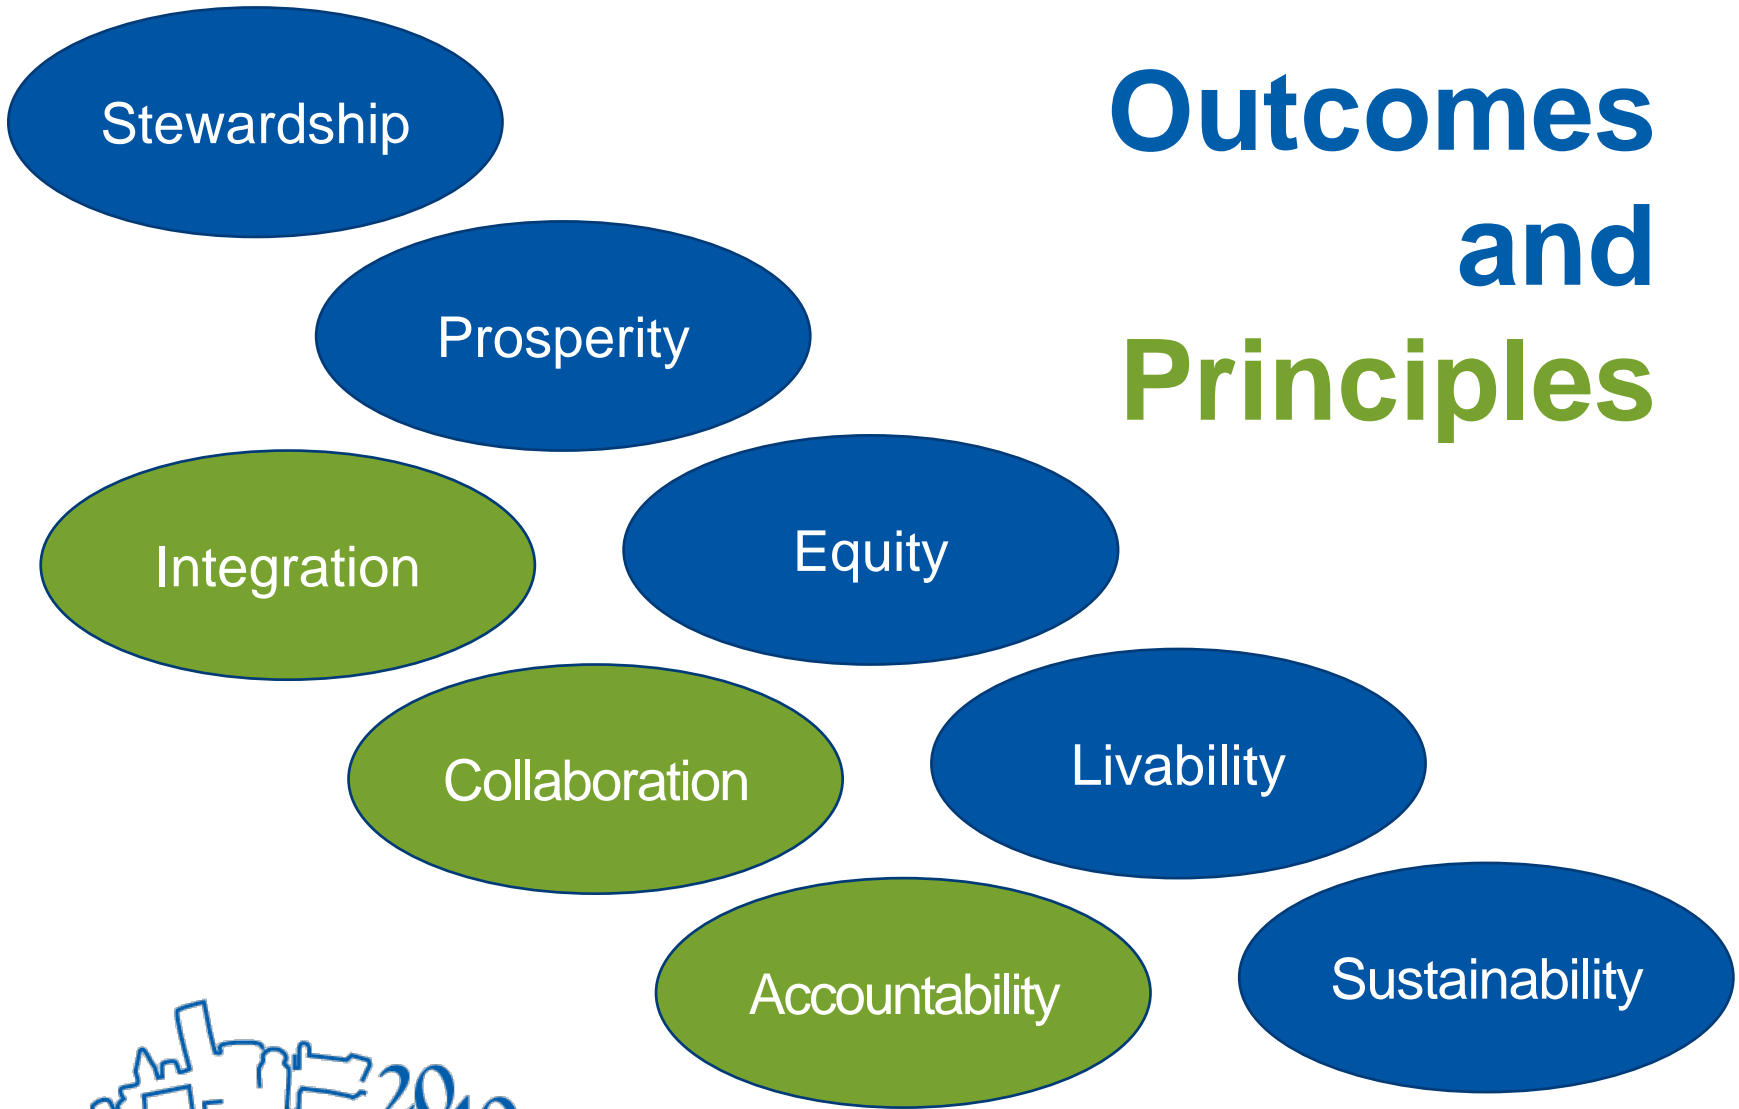 Outcomes
and
Principles
Stewardship
Prosperity
Integration
Equity
Collaboration
Livability
Accountability
Sustainability